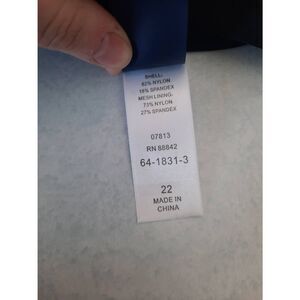 SHELL:
82% NYLON
18% SPANDEX
MESH LINING:
73% NYLON
27% SPANDEX
07813
RN 88842
64-1831-3
22
MADE IN
CHINA